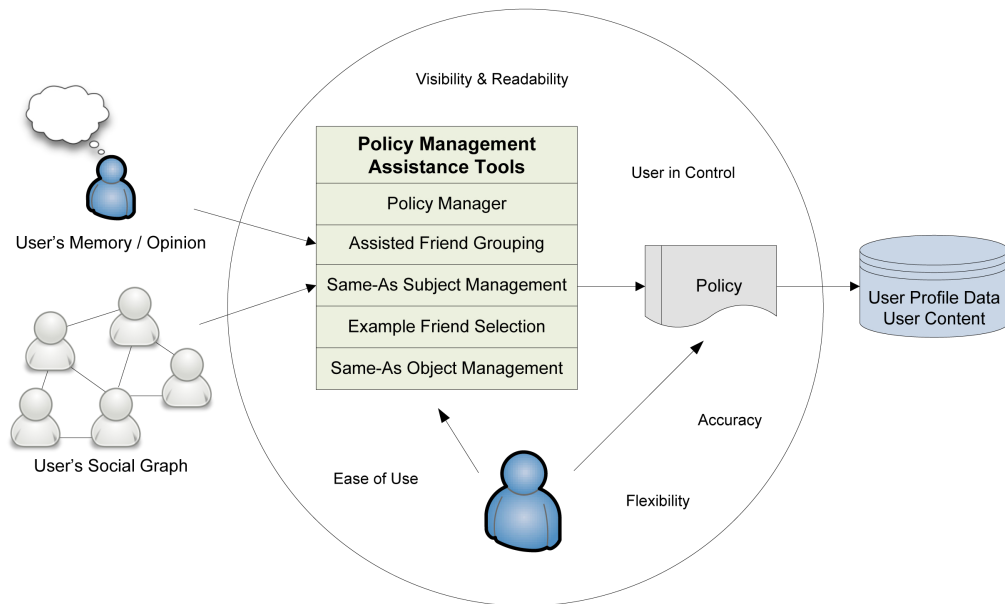 Visibility & Readability
Policy Management
Assistance Tools
Policy Manager
Assisted Friend Grouping
Same-As Subject Management
Example Friend Selection
Same-As Object Management
User's Memory / Opinion
User's Social Graph
User in Control
Policy
User Profile Data
User Content
Accuracy
Ease of Use
Flexibility